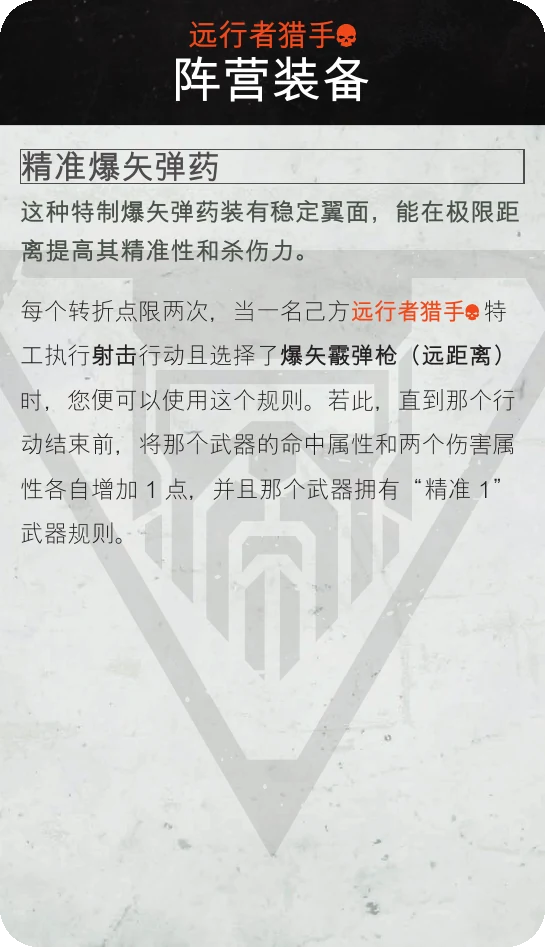 远行者猎手
阵营装备
精准爆矢弹药
这种特制爆矢弹药装有稳定翼面，能在极限距
离提高其精准性和杀伤力。
每个转折点限两次，当一名己方远行者猎手特
工执行射击行动且选择了爆矢霰弹枪（远距离）
时，您便可以使用这个规则。若此，直到那个行
动结束前，将那个武器的命中属性和两个伤害属
性各自增加 1 点，并且那个武器拥有“精准 1”
武器规则。